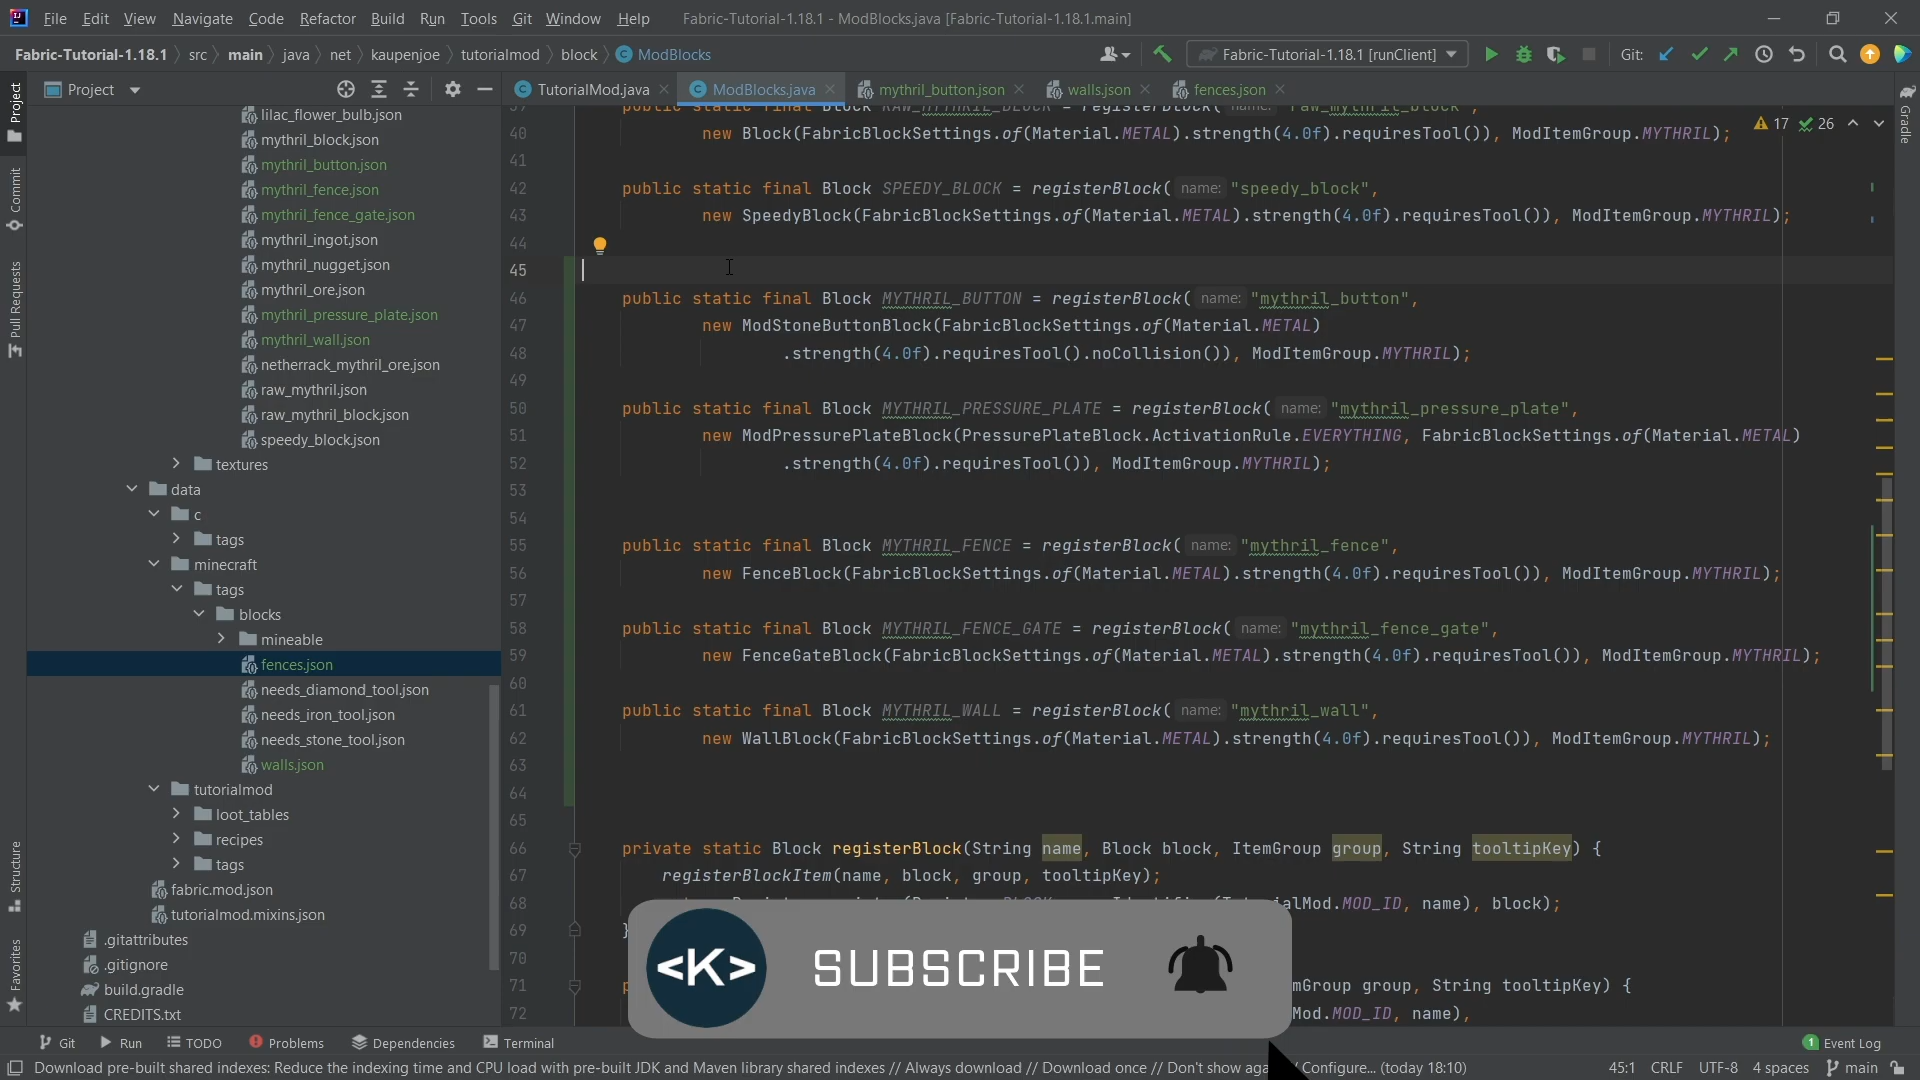 File Edit View Navigate Code Refactor Build Run Tools Git Window Help Fabric-Tutorial-1.18.1 - ModBlocks.java [Fabric-Tutorial-1.18.1.main]
Fabric-Tutorial-1.18.1 src main java net kaupenjoe tutorialmod block ModBlocks Fabric-Tutorial-1.18.1 [runClient] Git:
Project TutorialMod.java ModBlocks.java mythril_button.json walls.json fences.json
Project
Commit
Pull Requests
Structure
Favorites
Gradle
lilac_flower_bulb.json
mythril_block.json
mythril_button.json
mythril_fence.json
mythril_fence_gate.json
mythril_ingot.json
mythril_nugget.json
mythril_ore.json
mythril_pressure_plate.json
mythril_wall.json
netherrack_mythril_ore.json
raw_mythril.json
raw_mythril_block.json
speedy_block.json
textures
data
c
tags
minecraft
tags
blocks
mineable
fences.json
needs_diamond_tool.json
needs_iron_tool.json
needs_stone_tool.json
walls.json
tutorialmod
loot_tables
recipes
tags
fabric.mod.json
tutorialmod.mixins.json
.gitattributes
.gitignore
build.gradle
CREDITS.txt
17 26
39 public static final Block RAW_MYTHRIL_BLOCK = registerBlock( name: "raw_mythril_block",
40 new Block(FabricBlockSettings.of(Material.METAL).strength(4.0f).requiresTool()), ModItemGroup.MYTHRIL);
41
42 public static final Block SPEEDY_BLOCK = registerBlock( name: "speedy_block",
43 new SpeedyBlock(FabricBlockSettings.of(Material.METAL).strength(4.0f).requiresTool()), ModItemGroup.MYTHRIL);
44
45
46 public static final Block MYTHRIL_BUTTON = registerBlock( name: "mythril_button",
47 new ModStoneButtonBlock(FabricBlockSettings.of(Material.METAL)
48 .strength(4.0f).requiresTool().noCollision()), ModItemGroup.MYTHRIL);
49
50 public static final Block MYTHRIL_PRESSURE_PLATE = registerBlock( name: "mythril_pressure_plate",
51 new ModPressurePlateBlock(PressurePlateBlock.ActivationRule.EVERYTHING, FabricBlockSettings.of(Material.METAL)
52 .strength(4.0f).requiresTool()), ModItemGroup.MYTHRIL);
53
54
55 public static final Block MYTHRIL_FENCE = registerBlock( name: "mythril_fence",
56 new FenceBlock(FabricBlockSettings.of(Material.METAL).strength(4.0f).requiresTool()), ModItemGroup.MYTHRIL);
57
58 public static final Block MYTHRIL_FENCE_GATE = registerBlock( name: "mythril_fence_gate",
59 new FenceGateBlock(FabricBlockSettings.of(Material.METAL).strength(4.0f).requiresTool()), ModItemGroup.MYTHRIL);
60
61 public static final Block MYTHRIL_WALL = registerBlock( name: "mythril_wall",
62 new WallBlock(FabricBlockSettings.of(Material.METAL).strength(4.0f).requiresTool()), ModItemGroup.MYTHRIL);
63
64
65
66 private static Block registerBlock(String name, Block block, ItemGroup group, String tooltipKey) {
67 registerBlockItem(name, block, group, tooltipKey);
68 alMod.MOD_ID, name), block);
69 }
70
71 mGroup group, String tooltipKey) {
72 Mod.MOD_ID, name),
<K> SUBSCRIBE
Git Run TODO Problems Dependencies Terminal 1 Event Log
Download pre-built shared indexes: Reduce the indexing time and CPU load with pre-built JDK and Maven library shared indexes // Always download // Download once // Don't show aga / Configure... (today 18:10) 45:1 CRLF UTF-8 4 spaces main